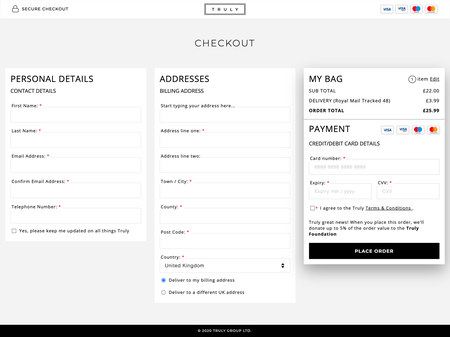 SECURE CHECKOUT
TRULY
VISA VISA
CHECKOUT
PERSONAL DETAILS
CONTACT DETAILS
First Name: *
Last Name: *
Email Address: *
Confirm Email Address: *
Telephone Number: *
Yes, please keep me updated on all things Truly
ADDRESSES
BILLING ADDRESS
Start typing your address here...
Address line one: *
Address line two:
Town / City: *
County: *
Post Code: *
Country: *
United Kingdom
Deliver to my billing address
Deliver to a different UK address
MY BAG
1 item Edit
SUB TOTAL £22.00
DELIVERY (Royal Mail Tracked 48) £3.99
ORDER TOTAL £25.99
PAYMENT
VISA VISA
CREDIT/DEBIT CARD DETAILS
Card number: *
0000 0000 0000 0000
Expiry: * CVV: *
Expiry, mm / yyyy 000
* I agree to the Truly Terms & Conditions.
Truly great news! When you place this order, we'll
donate up to 5% of the order value to the Truly
Foundation
PLACE ORDER
© 2020 TRULY GROUP LTD.